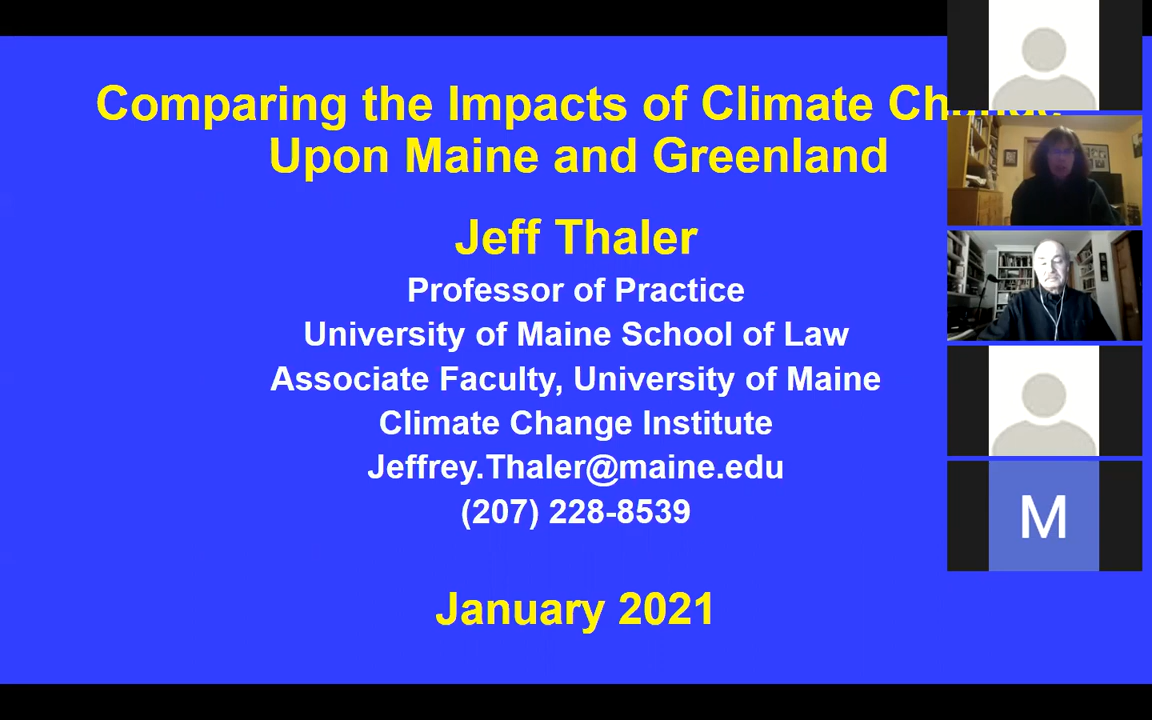 Comparing the Impacts of Climate Change
Upon Maine and Greenland
Jeff Thaler
Professor of Practice
University of Maine School of Law
Associate Faculty, University of Maine
Climate Change Institute
Jeffrey.Thaler@maine.edu
(207) 228-8539
January 2021
M